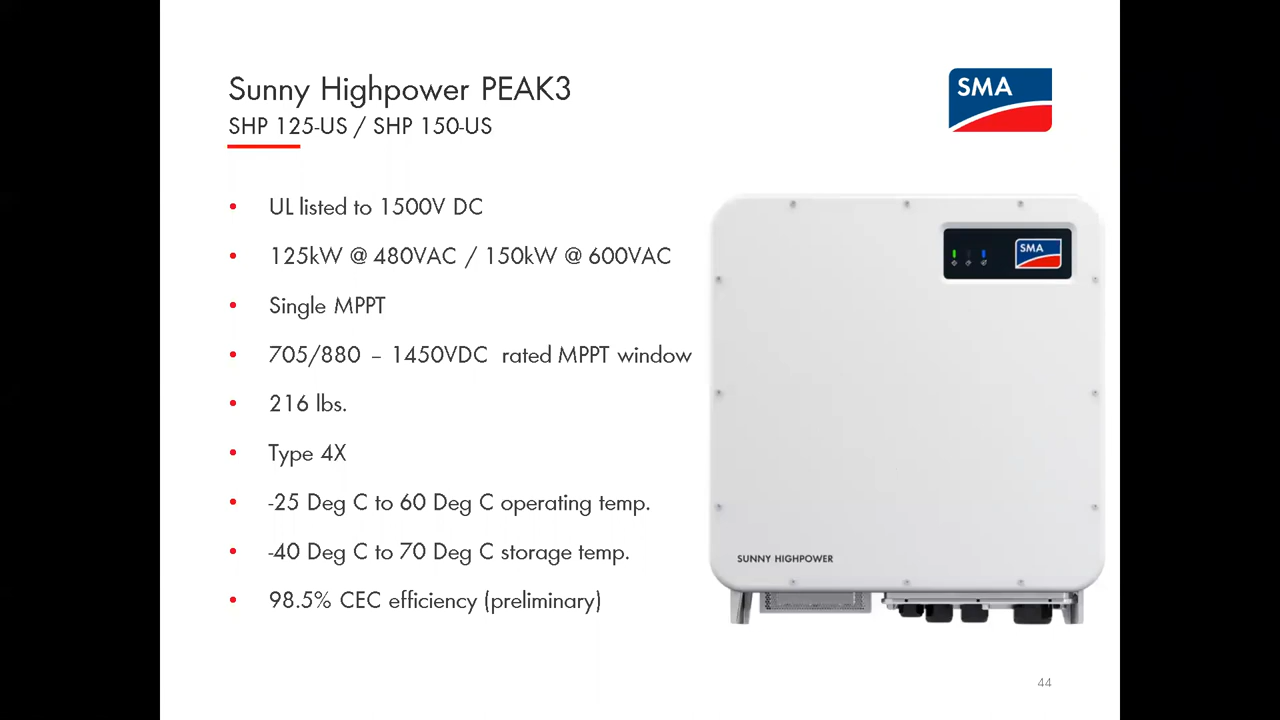 Sunny Highpower PEAK3
SHP 125-US / SHP 150-US
SMA
• UL listed to 1500V DC
• 125kW @ 480VAC / 150kW @ 600VAC
• Single MPPT
• 705/880 – 1450VDC rated MPPT window
• 216 lbs.
• Type 4X
• -25 Deg C to 60 Deg C operating temp.
• -40 Deg C to 70 Deg C storage temp.
• 98.5% CEC efficiency (preliminary)
SMA
SUNNY HIGHPOWER
44